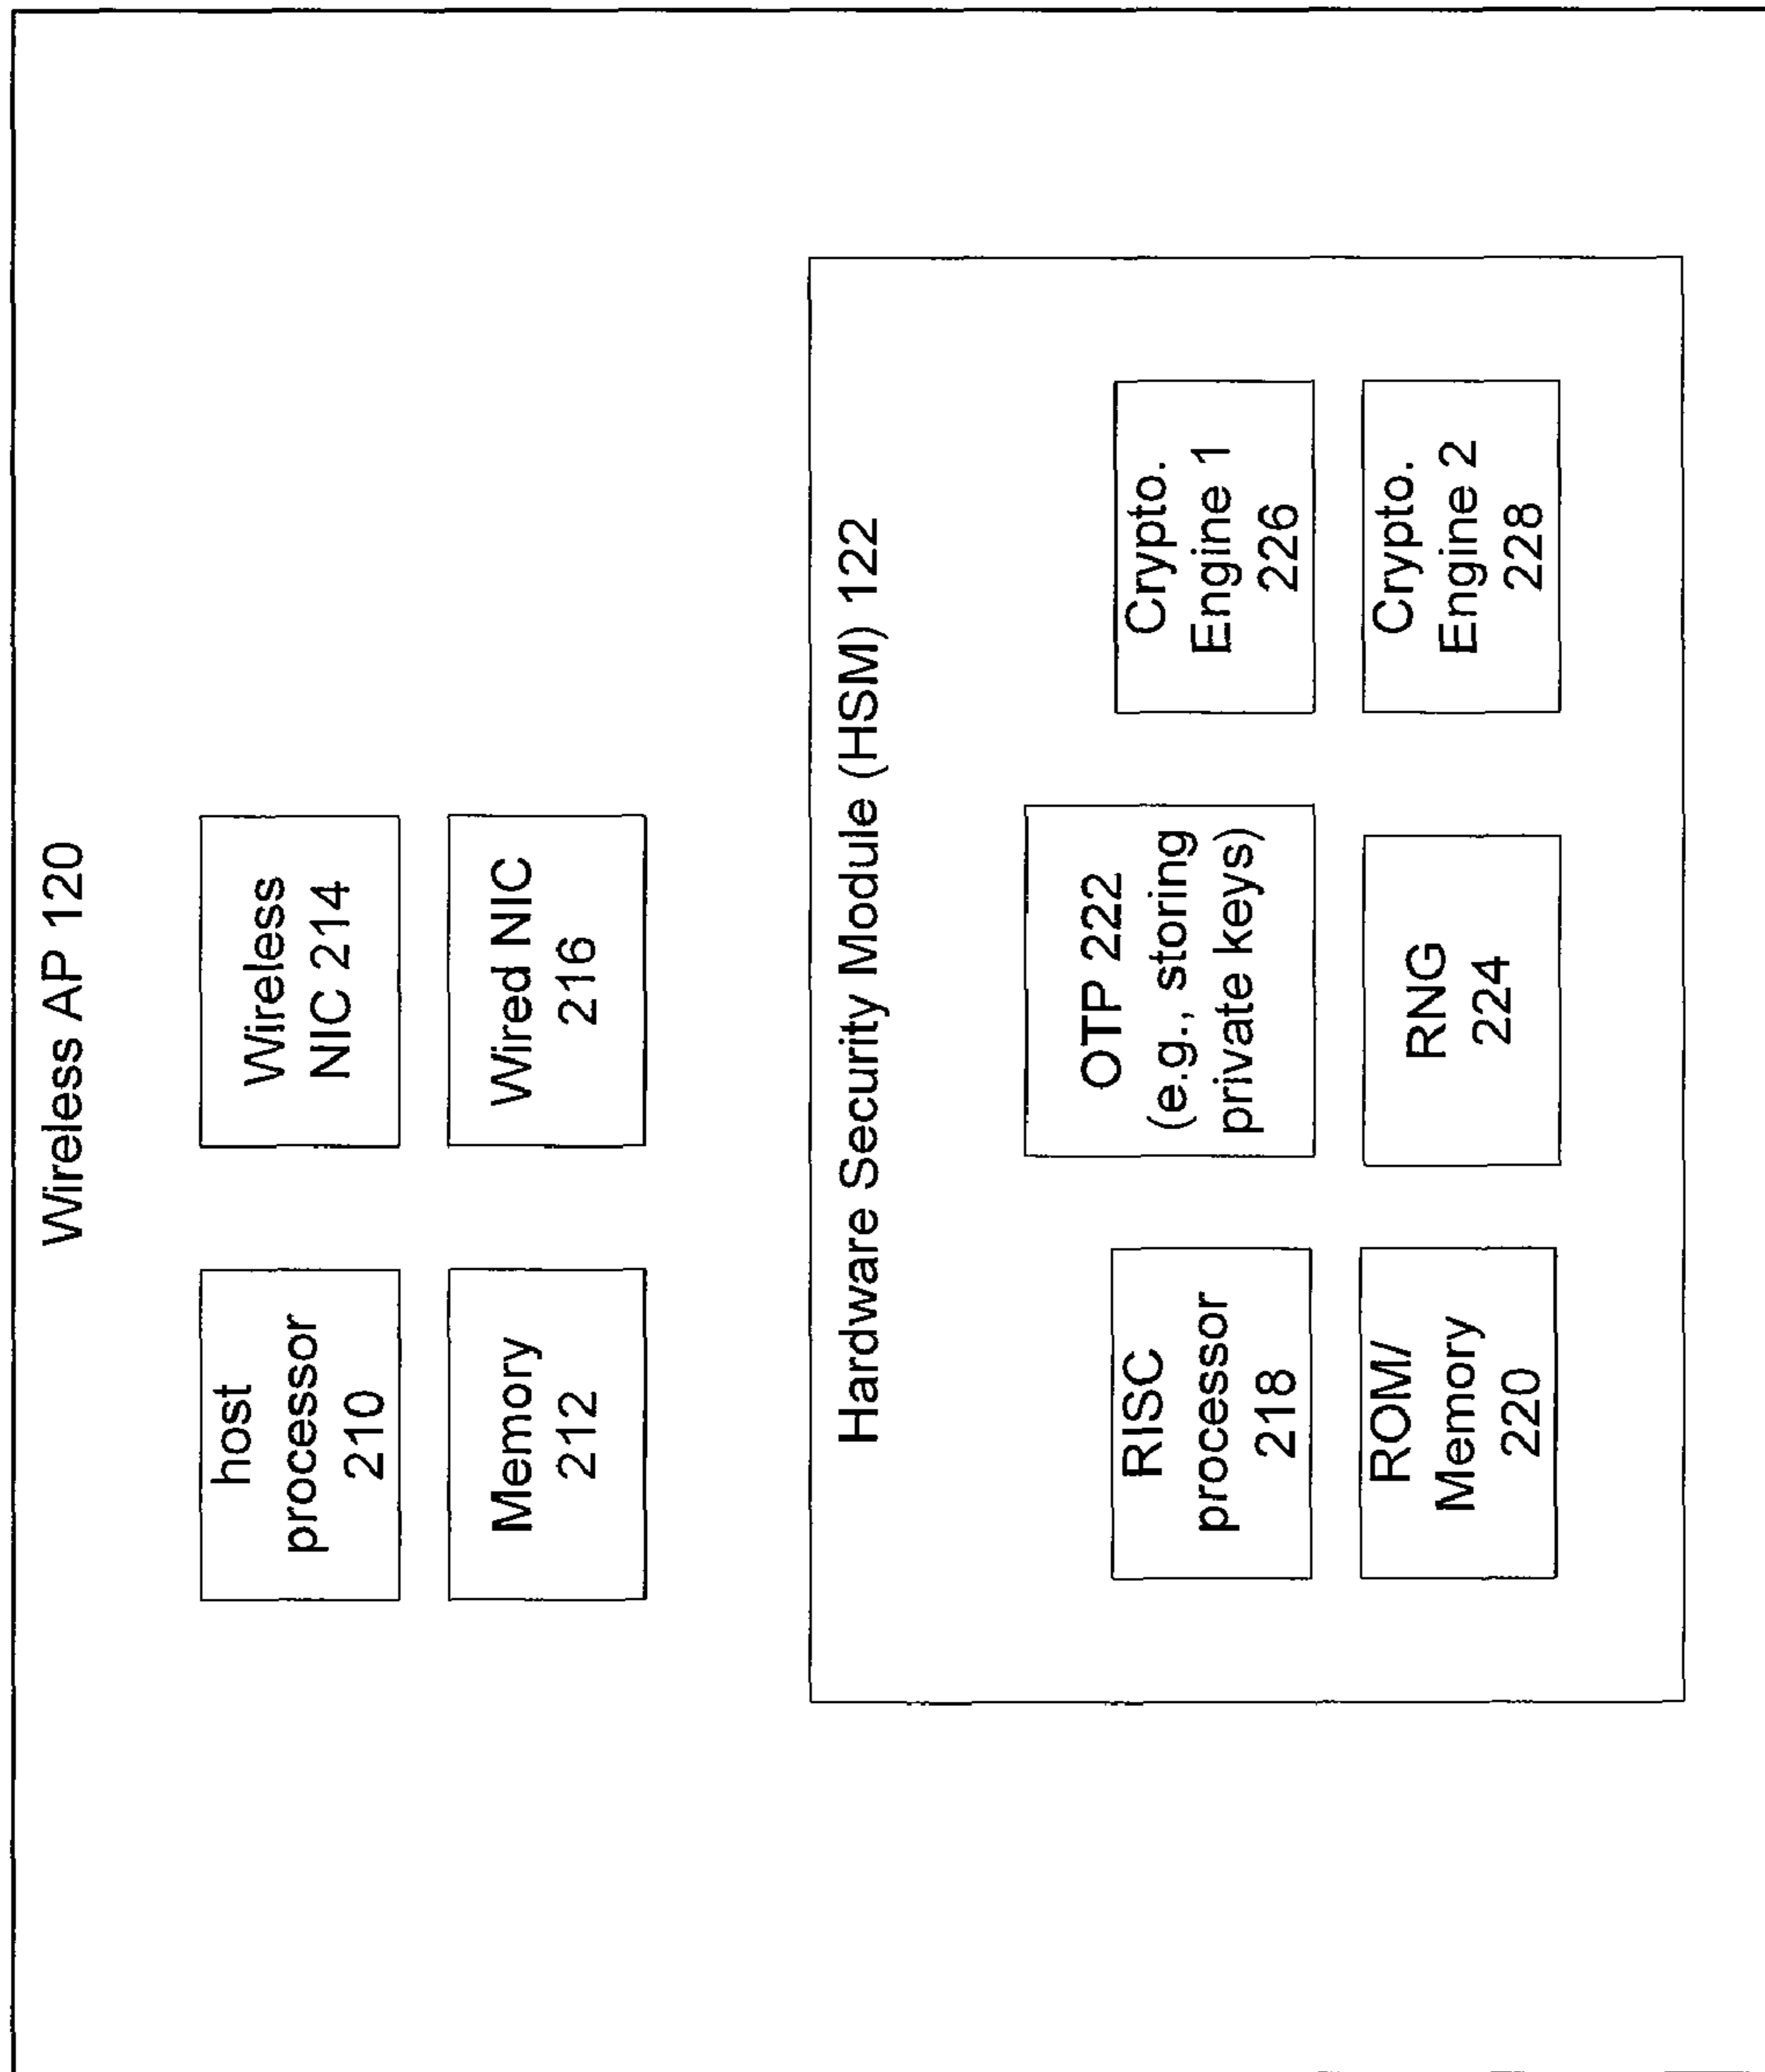 Wireless AP 120
host
processor
210
Wireless
NIC 214
Memory
212
Wired NIC
216
Hardware Security Module (HSM) 122
RISC
processor
218
OTP 222
(e.g., storing
private keys)
Crypto.
Engine 1
226
ROM/
Memory
220
RNG
224
Crypto.
Engine 2
228